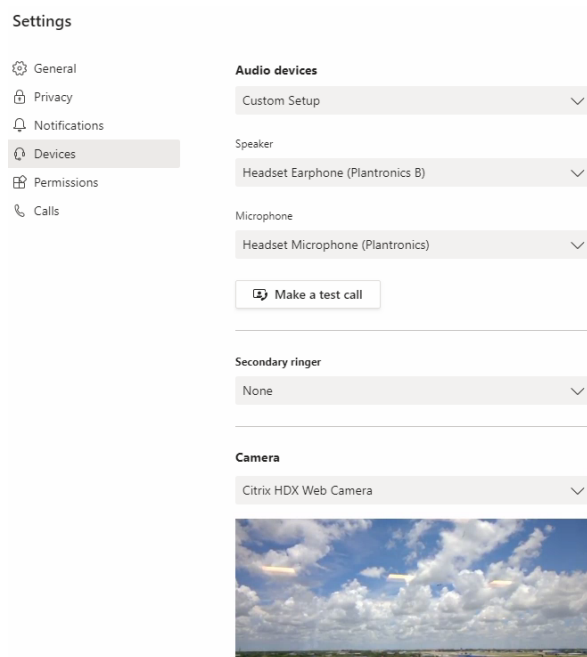 Settings
General
Privacy
Notifications
Devices
Permissions
Calls
Audio devices
Custom Setup
Speaker
Headset Earphone (Plantronics B)
Microphone
Headset Microphone (Plantronics)
Make a test call
Secondary ringer
None
Camera
Citrix HDX Web Camera